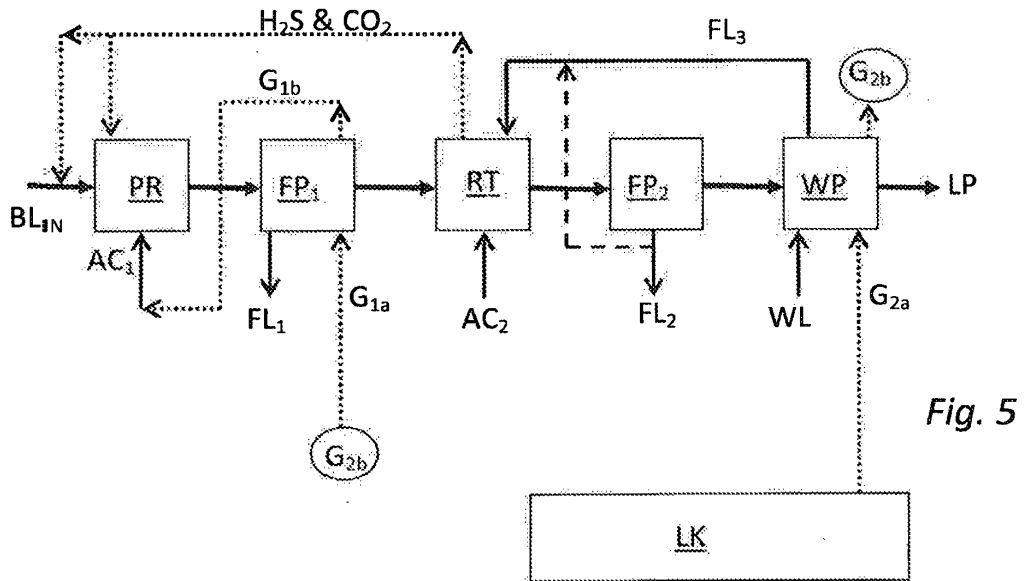 H₂S & CO₂
FL₃
G₂b
G₁b
PR
FP₁
RT
FP₂
WP
LP
BL_IN
AC₁
FL₁
G₁a
AC₂
FL₂
WL
G₂a
G₂b
Fig. 5
LK